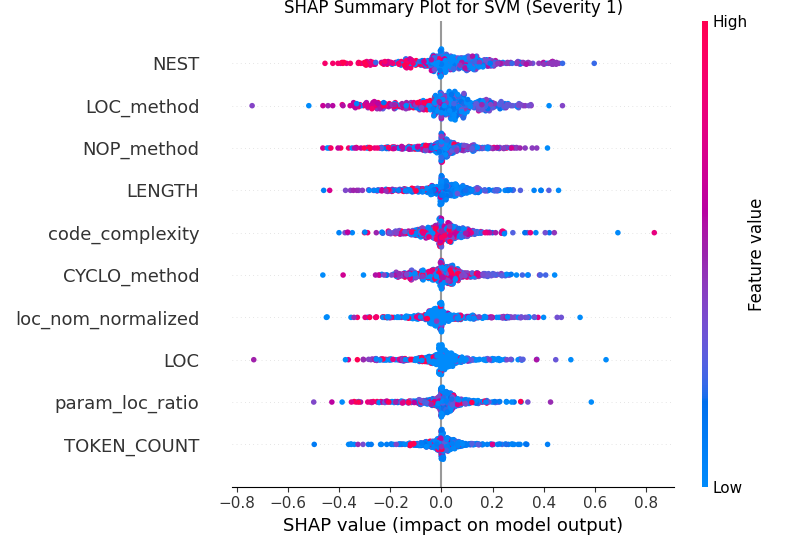 SHAP Summary Plot for SVM (Severity 1)
High
NEST
LOC_method
NOP_method
LENGTH
code_complexity
CYCLO_method
loc_nom_normalized
LOC
param_loc_ratio
TOKEN_COUNT
Feature value
Low
−0.8 −0.6 −0.4 −0.2 0.0 0.2 0.4 0.6 0.8
SHAP value (impact on model output)